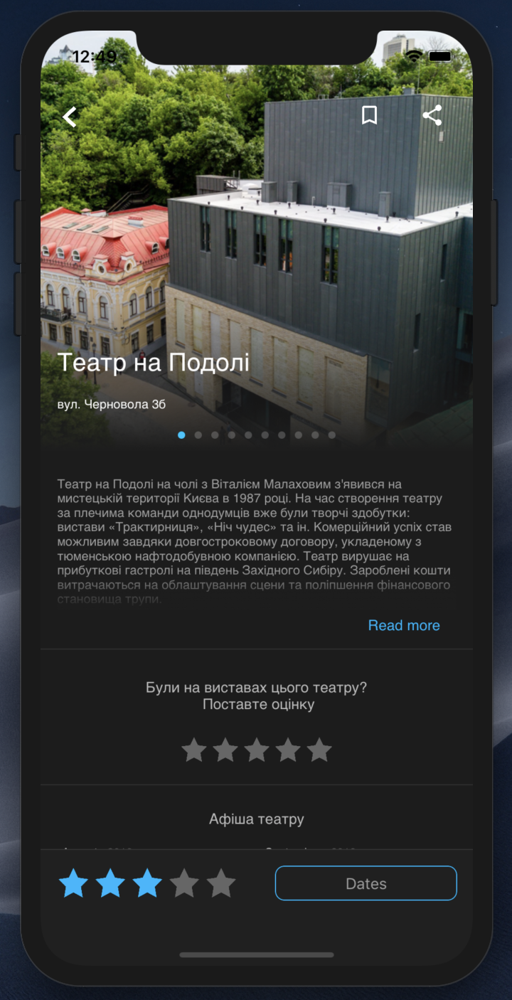 12:49
Театр на Подолі
вул. Черновола 3б
Театр на Подолі на чолі з Віталієм Малаховим з'явився на
мистецькій території Києва в 1987 році. На час створення театру
за плечима команди однодумців вже були творчі здобутки:
вистави «Трактирниця», «Ніч чудес» та ін. Комерційний успіх став
можливим завдяки довгостроковому договору, укладеному з
тюменською нафтодобувною компанією. Театр вирушає на
прибуткові гастролі на південь Західного Сибіру. Зароблені кошти
витрачаються на облаштування сцени та поліпшення фінансового
становища трупи.
Read more
Були на виставах цього театру?
Поставте оцінку
Афіша театру
Dates